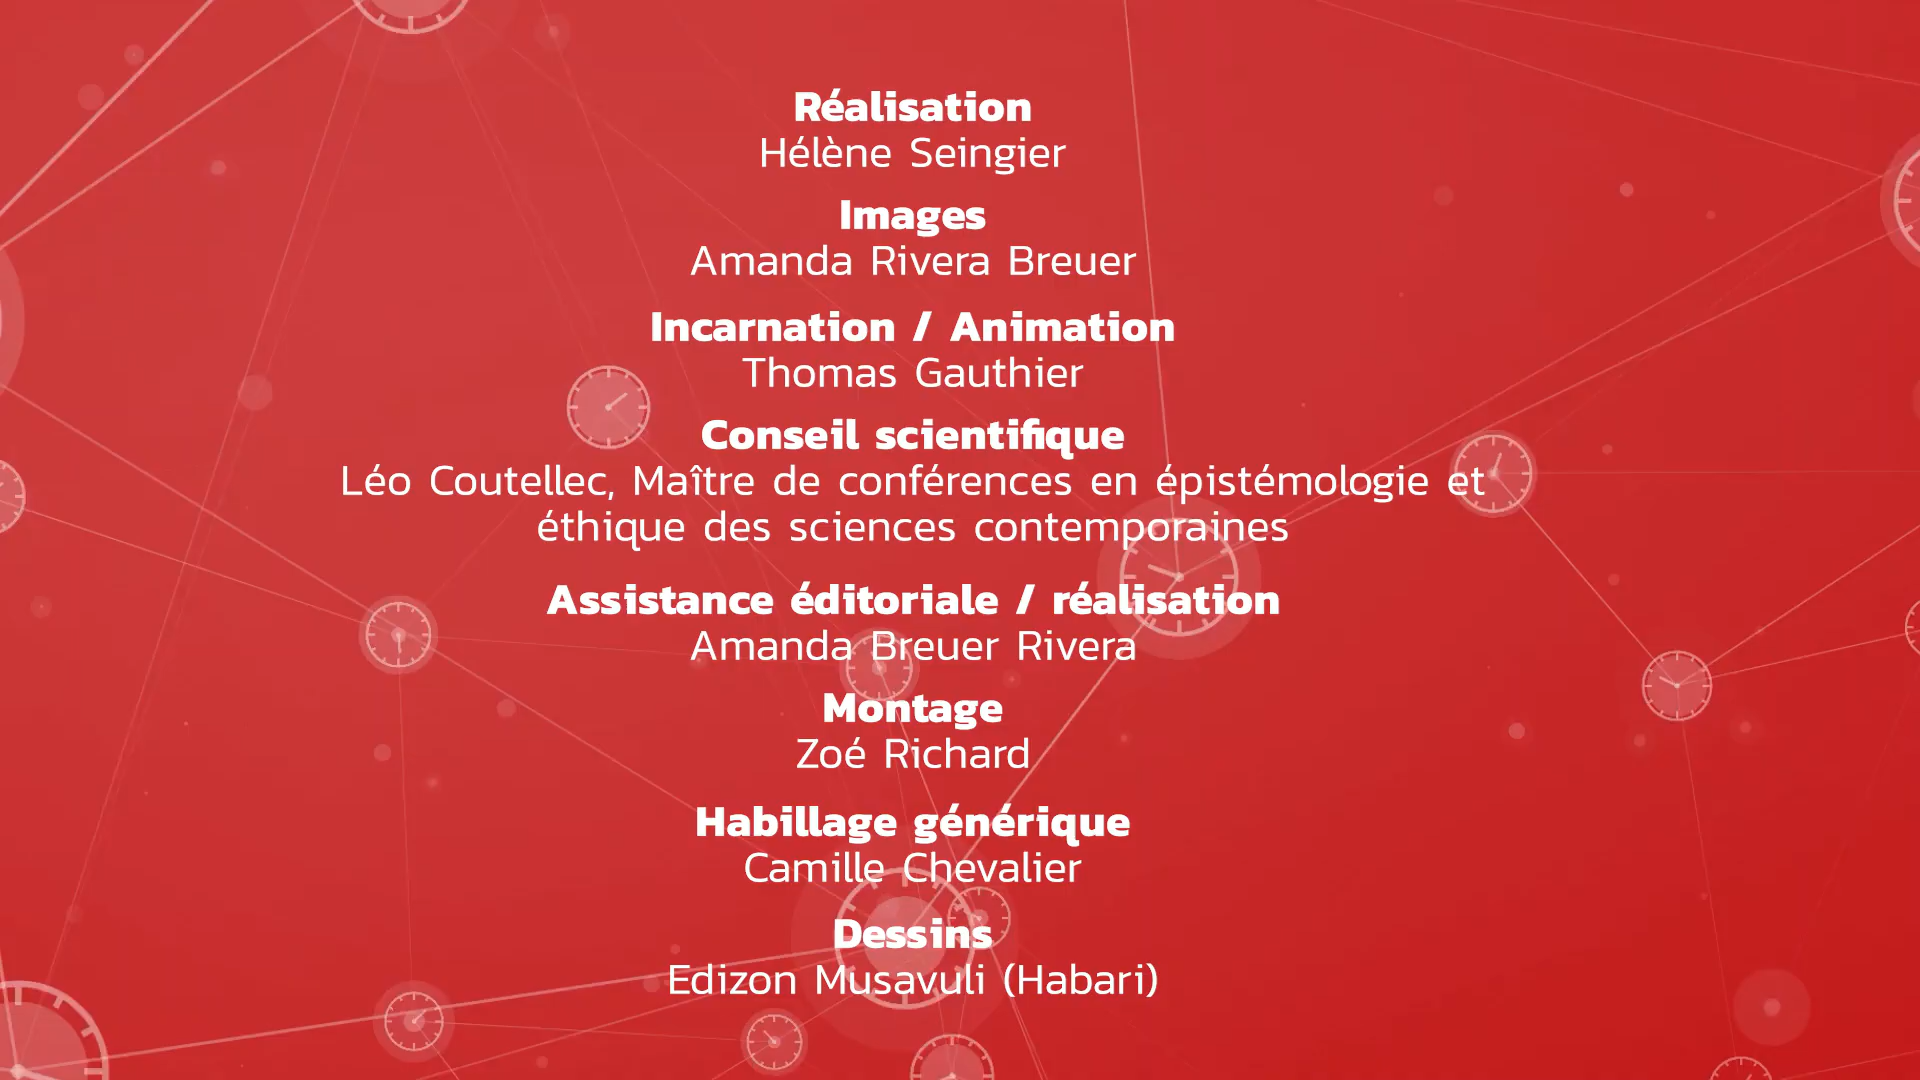 Réalisation
Hélène Seingier
Images
Amanda Rivera Breuer
Incarnation / Animation
Thomas Gauthier
Conseil scientifique
Léo Coutellec, Maître de conférences en épistémologie et
éthique des sciences contemporaines
Assistance éditoriale / réalisation
Amanda Breuer Rivera
Montage
Zoé Richard
Habillage générique
Camille Chevalier
Dessins
Edizon Musavuli (Habari)